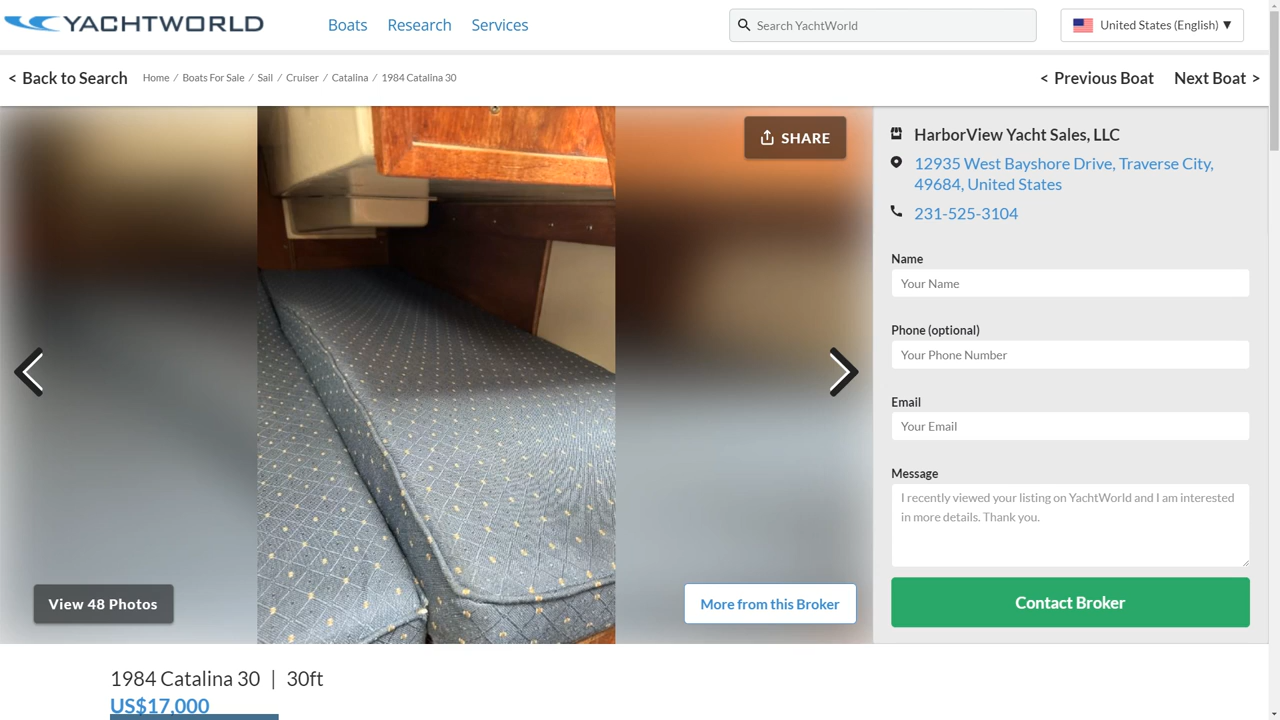 YACHTWORLD
Boats
Research
Services
Search YachtWorld
United States (English) ▼
< Back to Search
Home / Boats For Sale / Sail / Cruiser / Catalina / 1984 Catalina 30
< Previous Boat
Next Boat >
SHARE
View 48 Photos
More from this Broker
HarborView Yacht Sales, LLC
12935 West Bayshore Drive, Traverse City,
49684, United States
231-525-3104
Name
Your Name
Phone (optional)
Your Phone Number
Email
Your Email
Message
I recently viewed your listing on YachtWorld and I am interested
in more details. Thank you.
Contact Broker
1984 Catalina 30 | 30ft
US$17,000